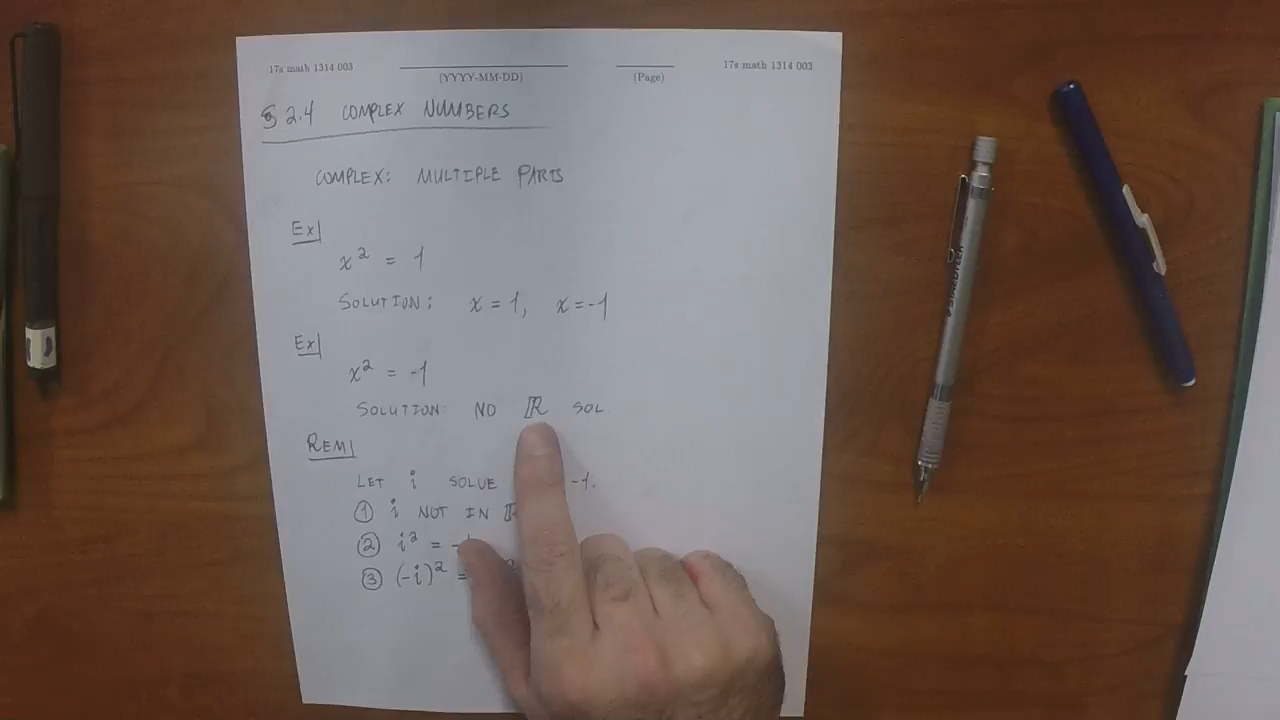 17s math 1314 003
(YYYY-MM-DD)
(Page)
17s math 1314 003
§ 2.4 COMPLEX NUMBERS
COMPLEX: MULTIPLE PARTS
Ex
x² = 1
SOLUTION: x = 1, x = -1
Ex
x² = -1
SOLUTION: NO ℝ SOL.
REM
LET i SOLVE -1.
① i NOT IN
② i² =
③ (-i)² =
STAEDTLER